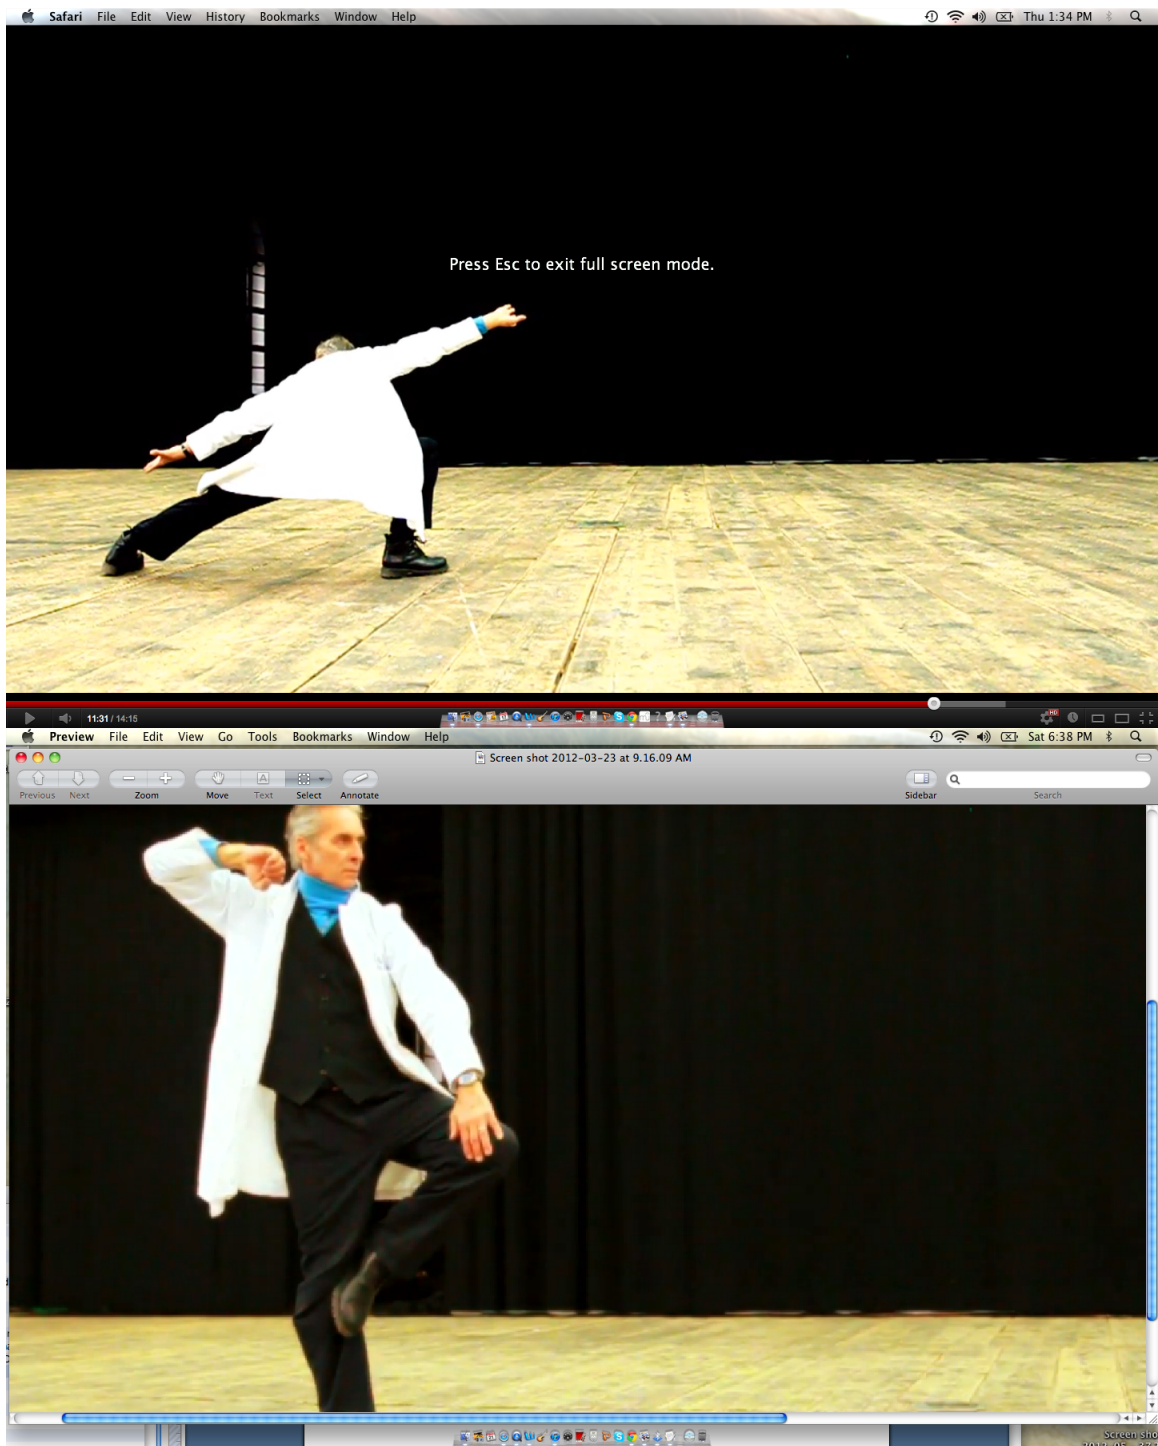 Safari File Edit View History Bookmarks Window Help Thu 1:34 PM
Press Esc to exit full screen mode.
11:31 / 14:15 HD
Preview File Edit View Go Tools Bookmarks Window Help Sat 6:38 PM
Screen shot 2012-03-23 at 9.16.09 AM
Previous Next Zoom Move Text Select Annotate Sidebar Search
Screen sho